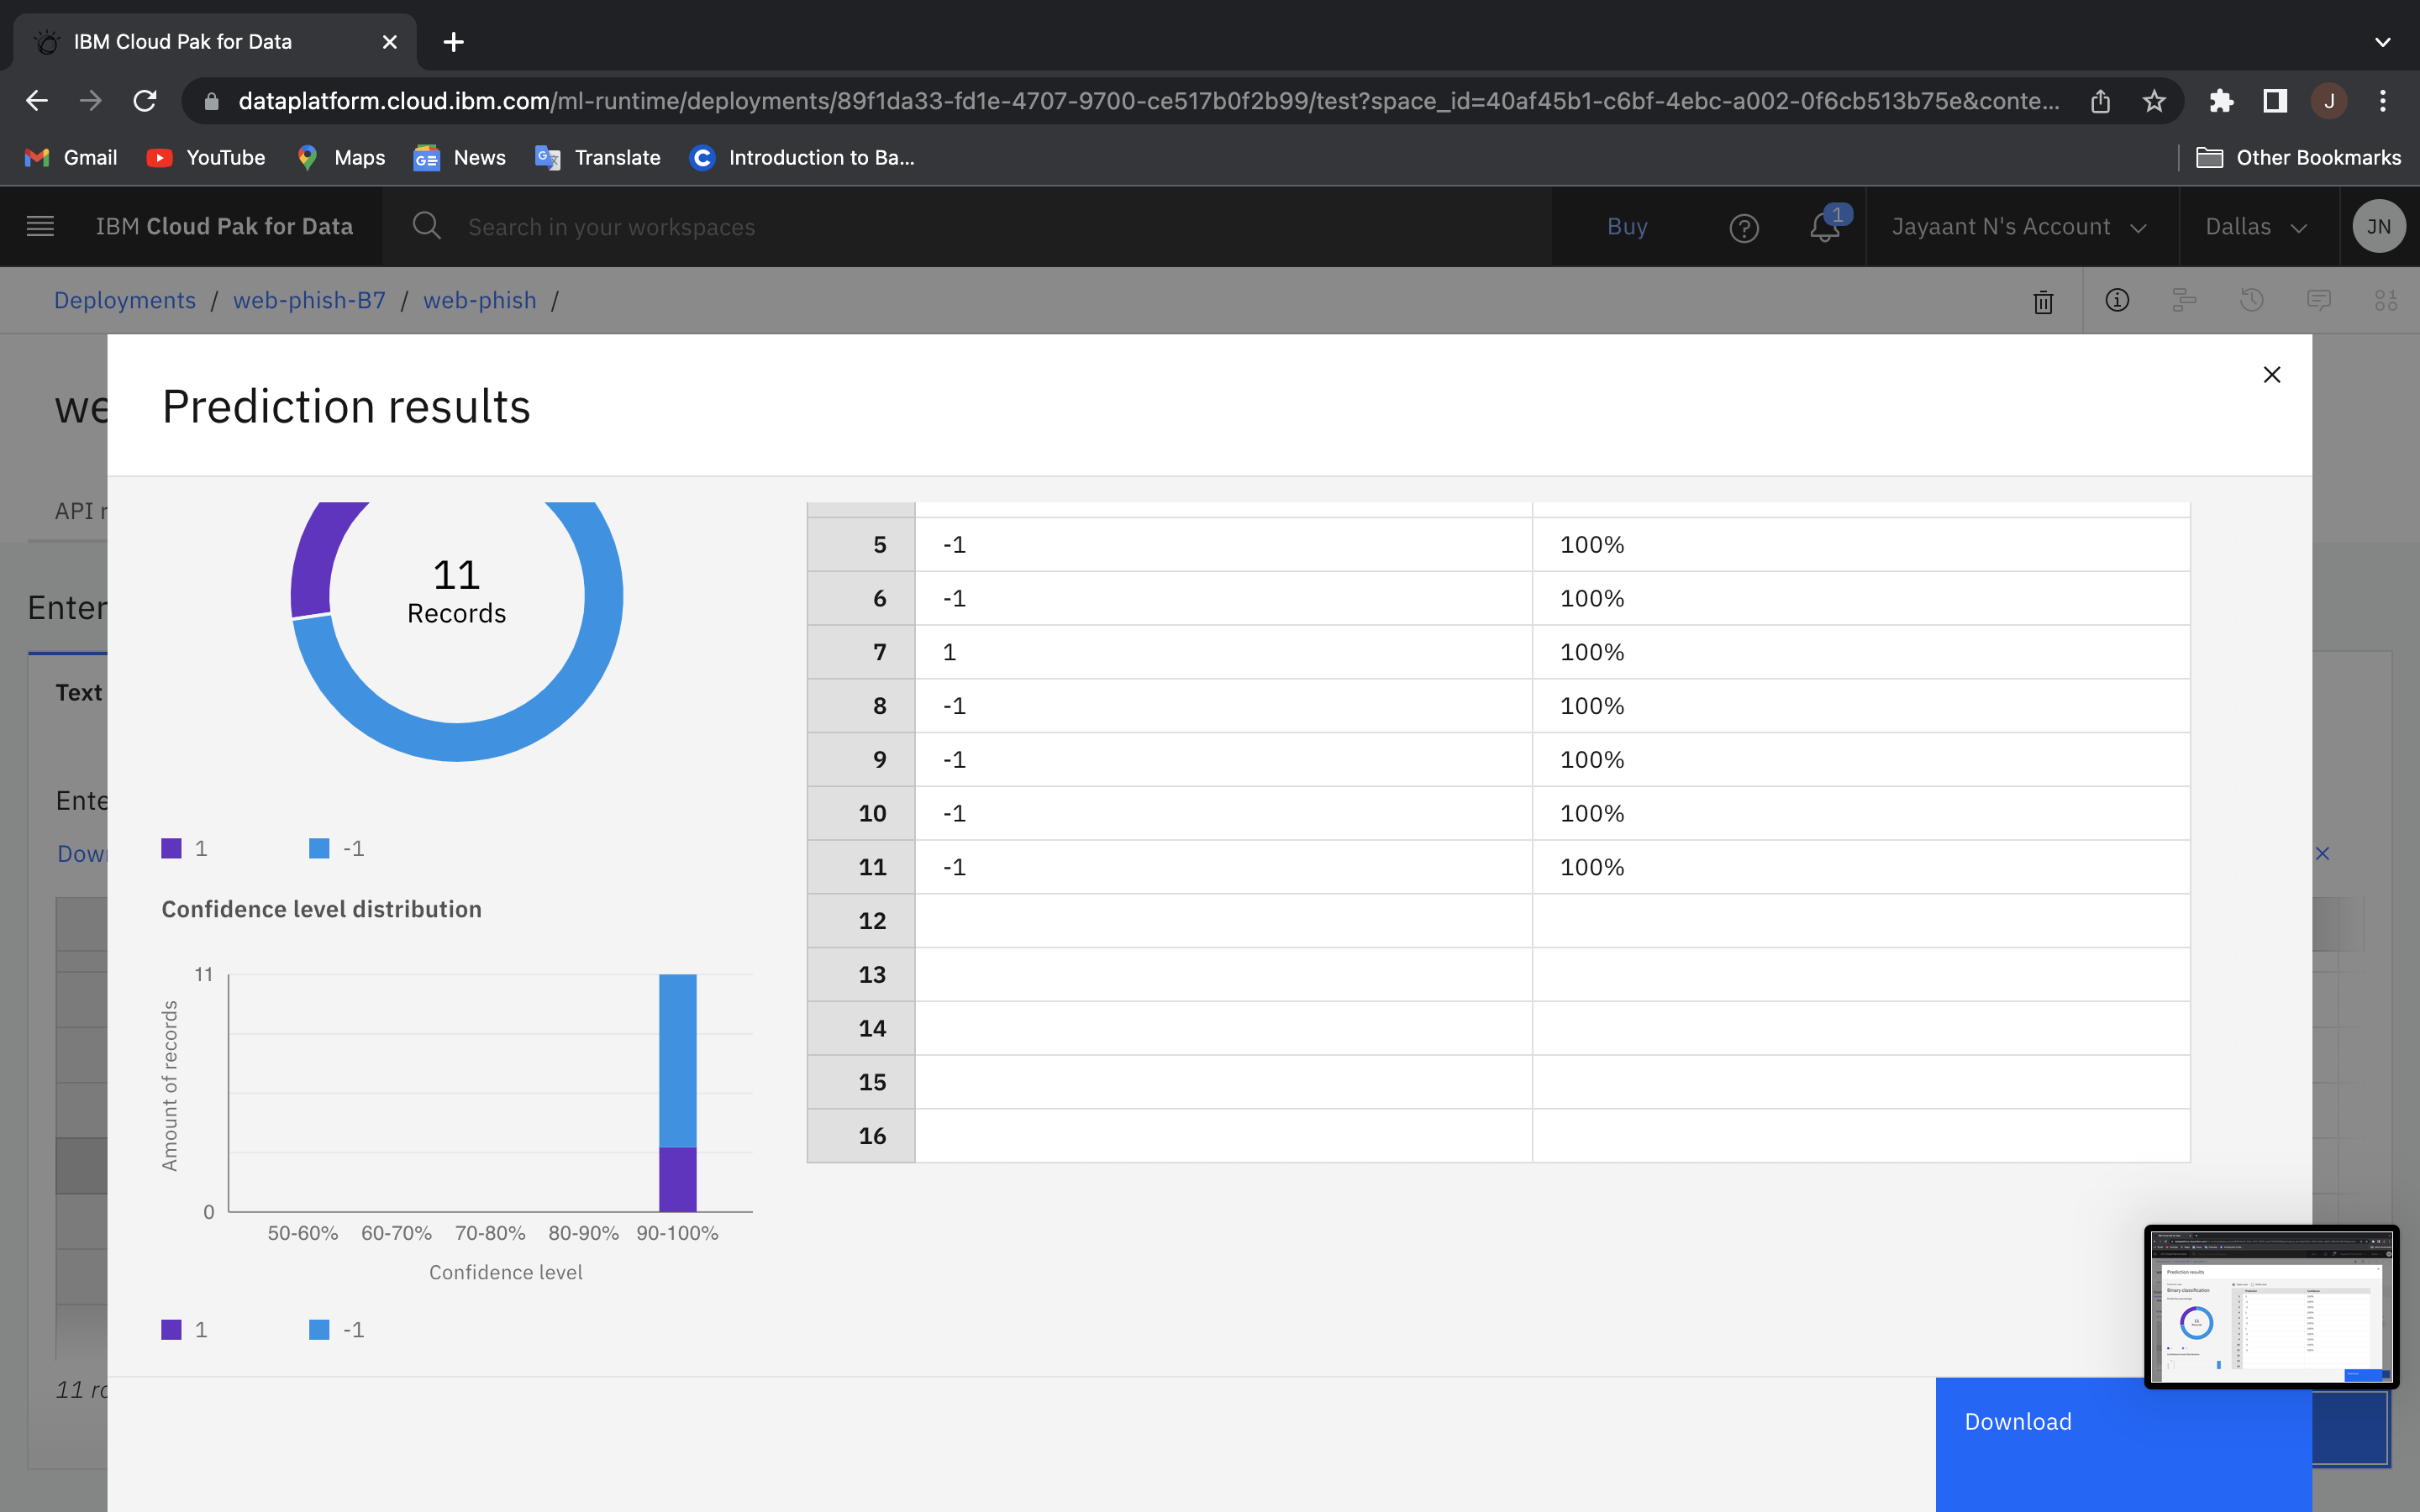 IBM Cloud Pak for Data
dataplatform.cloud.ibm.com/ml-runtime/deployments/89f1da33-fd1e-4707-9700-ce517b0f2b99/test?space_id=40af45b1-c6bf-4ebc-a002-0f6cb513b75e&conte...
J
Gmail YouTube Maps News Translate Introduction to Ba... Other Bookmarks
IBM Cloud Pak for Data Search in your workspaces Buy 1 Jayaant N's Account Dallas JN
Deployments / web-phish-B7 / web-phish /
we
Prediction results
API r
Enter
Text
Ente
Down
11 ro
11
Records
1 -1
Confidence level distribution
Amount of records
11
0
50-60% 60-70% 70-80% 80-90% 90-100%
Confidence level
1 -1
5 -1 100%
6 -1 100%
7 1 100%
8 -1 100%
9 -1 100%
10 -1 100%
11 -1 100%
12
13
14
15
16
Prediction results
Binary classification
Download